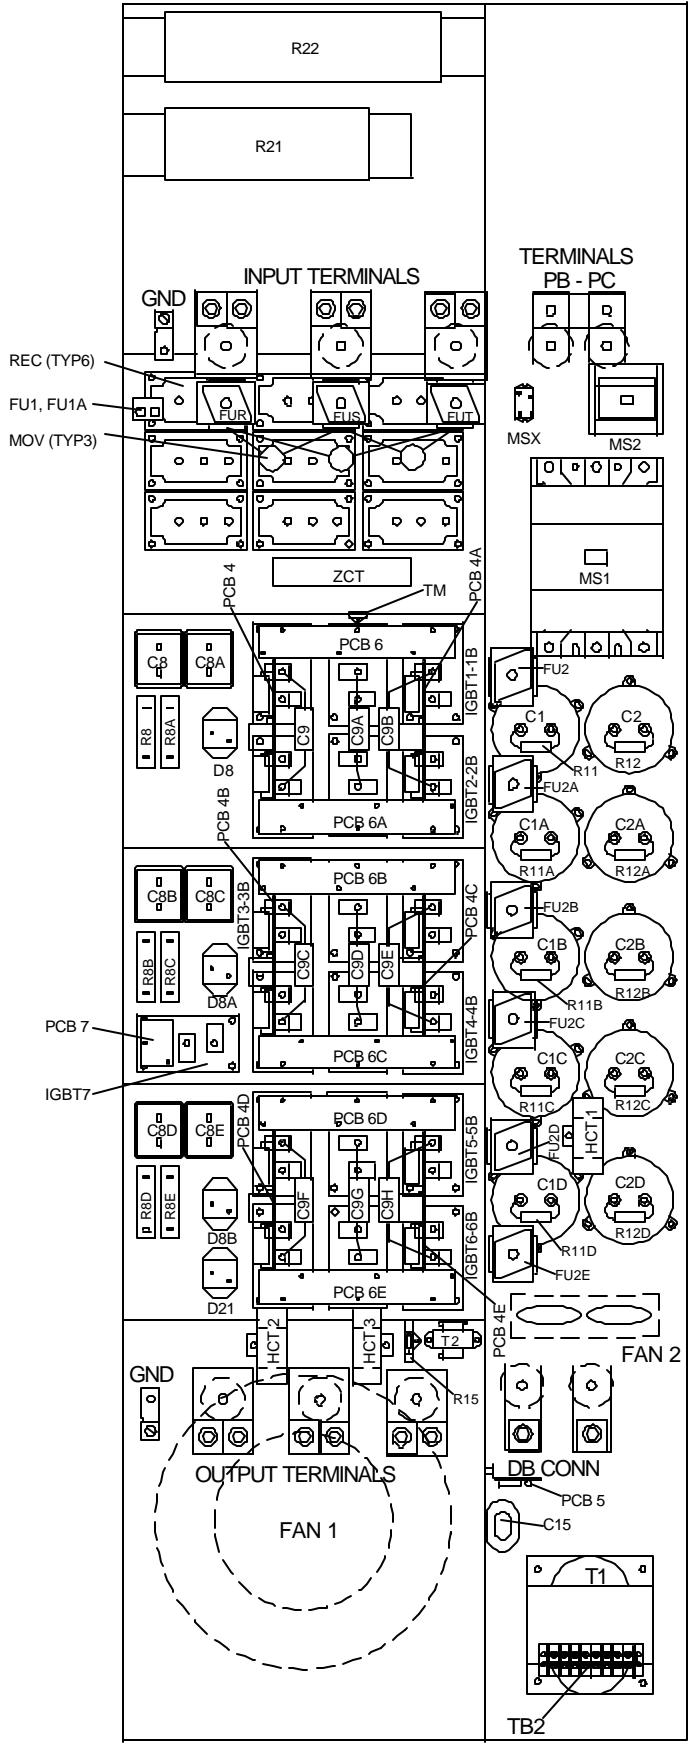 R22
R21
TERMINALS
PB - PC
INPUT TERMINALS
GND
REC (TYP6)
FU1, FU1A
MOV (TYP3)
FUR
FUS
FUT
MSX
MS2
ZCT
MS1
PCB 4
TM
PCB 4A
PCB 6
C8
C8A
IGBT1-1B
FU2
R8
R8A
D8
C9
C9A
C9B
C1
C2
R11
R12
IGBT2-2B
FU2A
PCB 6A
C1A
C2A
PCB 4B
R11A
R12A
PCB 6B
C8B
C8C
IGBT3-3B
PCB 4C
FU2B
R8B
R8C
D8A
C9C
C9D
C9E
C1B
C2B
R11B
R12B
PCB 7
IGBT4-4B
FU2C
PCB 6C
C1C
C2C
IGBT7
R11C
R12C
PCB 4D
PCB 6D
C8D
C8E
IGBT5-5B
FU2D
HCT1
R8D
R8E
D8B
C9F
C9G
C9H
C1D
C2D
R11D
R12D
IGBT6-6B
D21
PCB 6E
FU2E
HCT2
HCT3
T2
PCB 4E
FAN 2
GND
R15
OUTPUT TERMINALS
DB CONN
PCB 5
FAN 1
C15
T1
TB2